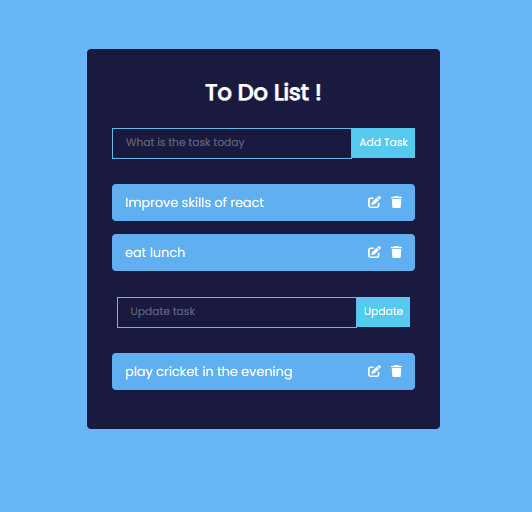 To Do List !
What is the task today Add Task
Improve skills of react
eat lunch
Update task Update
play cricket in the evening